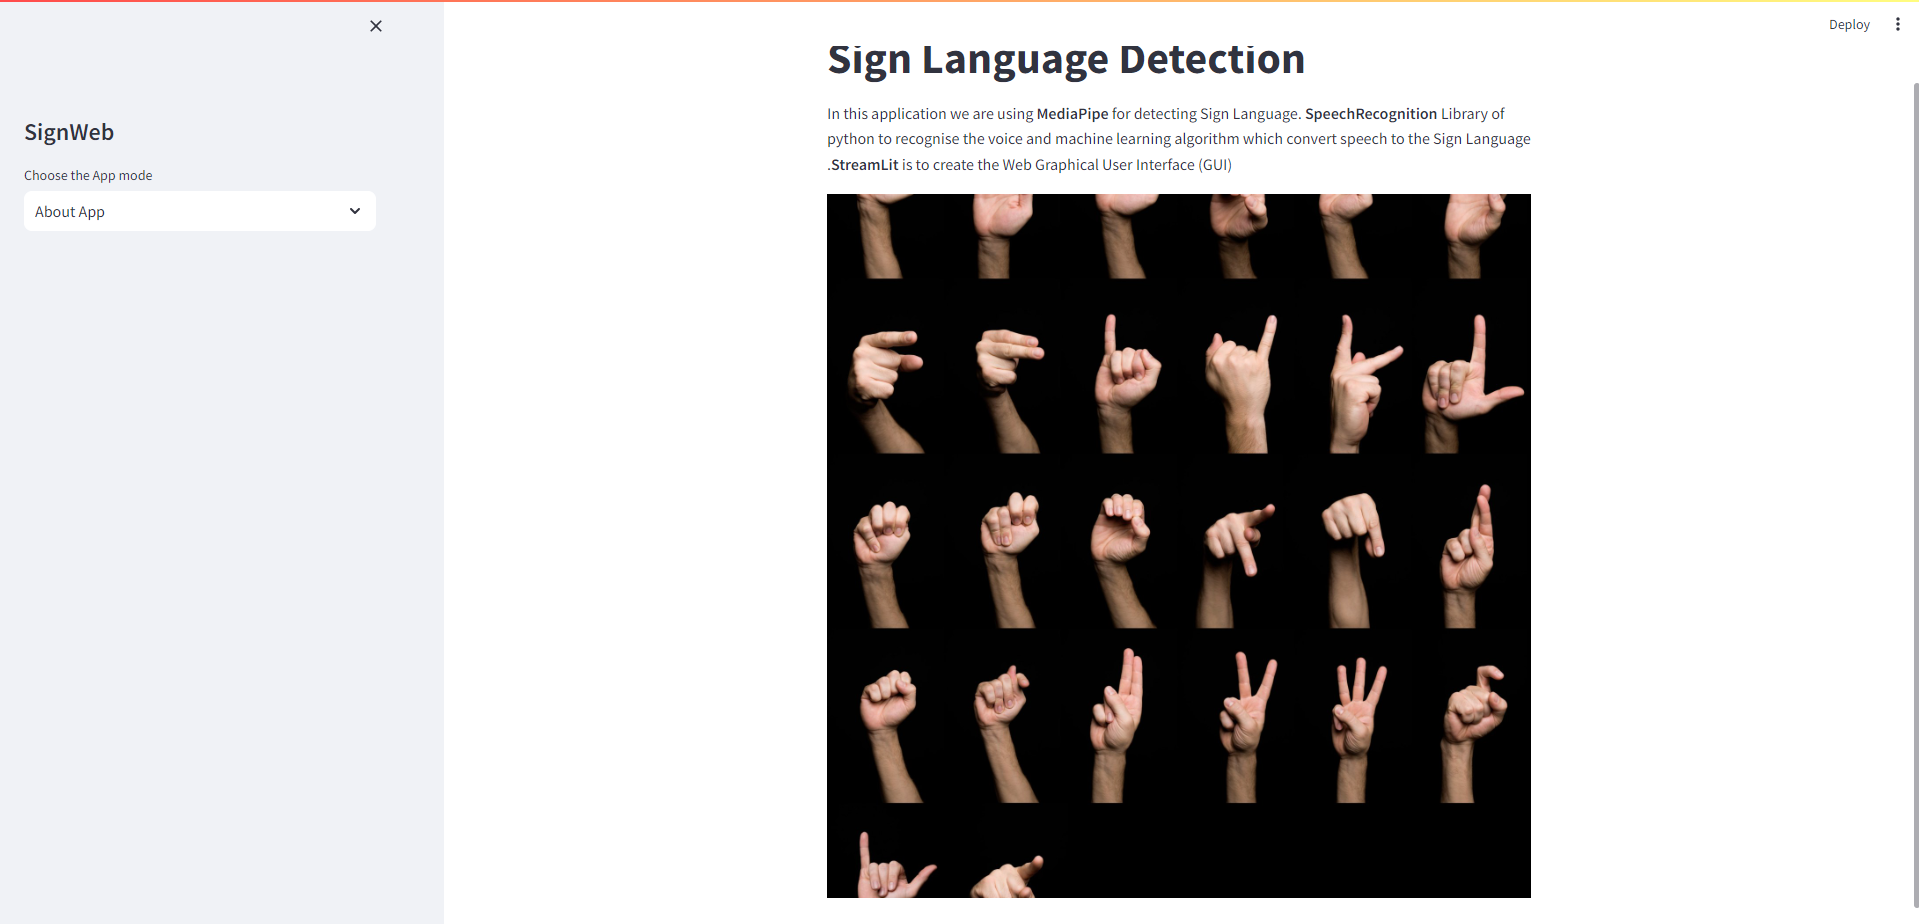 Deploy
SignWeb
Choose the App mode
About App
Sign Language Detection
In this application we are using MediaPipe for detecting Sign Language. SpeechRecognition Library of
python to recognise the voice and machine learning algorithm which convert speech to the Sign Language
.StreamLit is to create the Web Graphical User Interface (GUI)